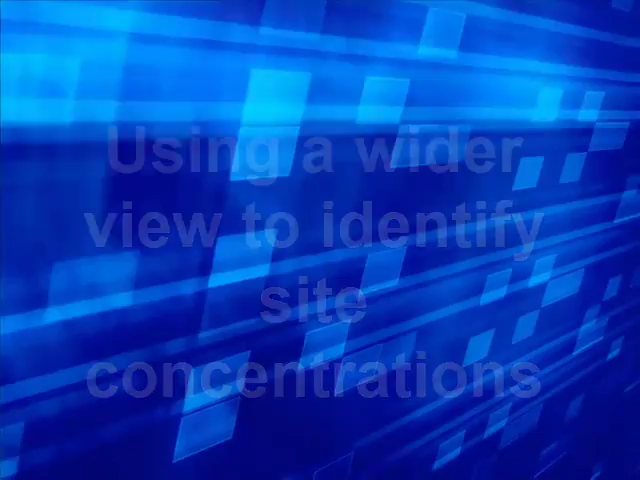 Using a wider
view to identify
site
concentrations